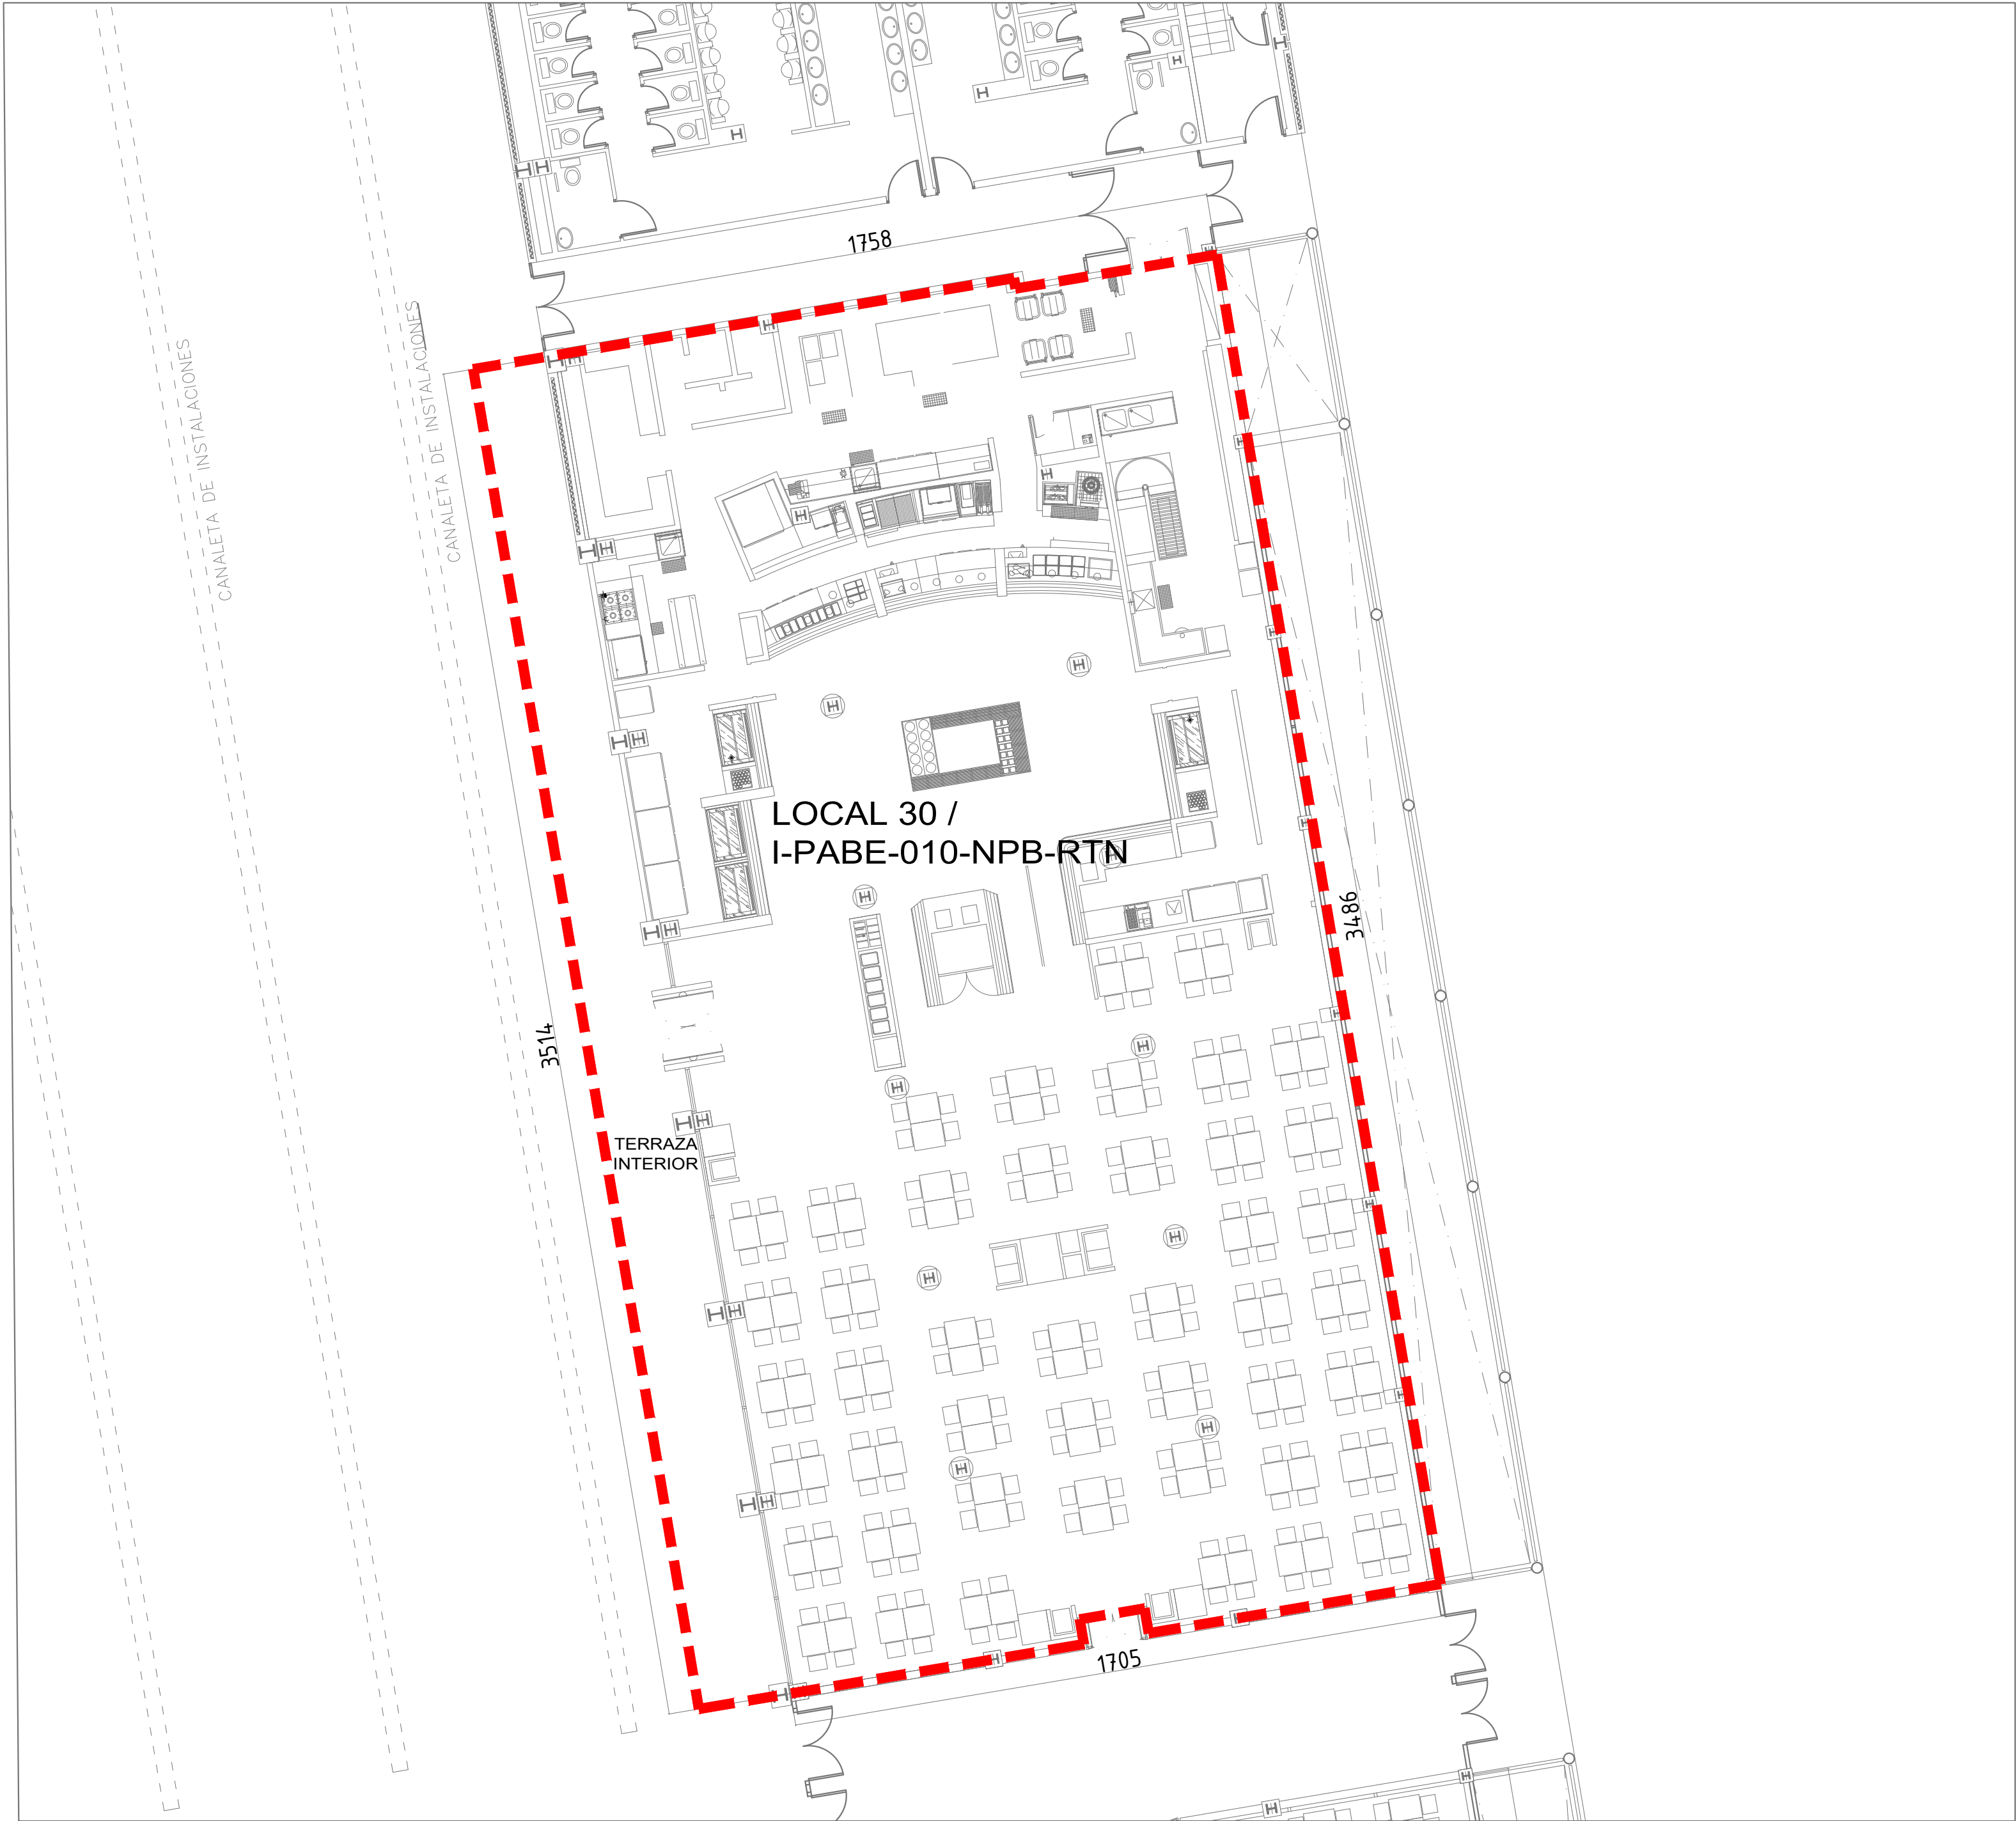 1758
CANALETA DE INSTALACIONES
CANALETA DE INSTALACIONES
LOCAL 30 /
I-PABE-010-NPB-RTN
3486
3514
TERRAZA
INTERIOR
1705